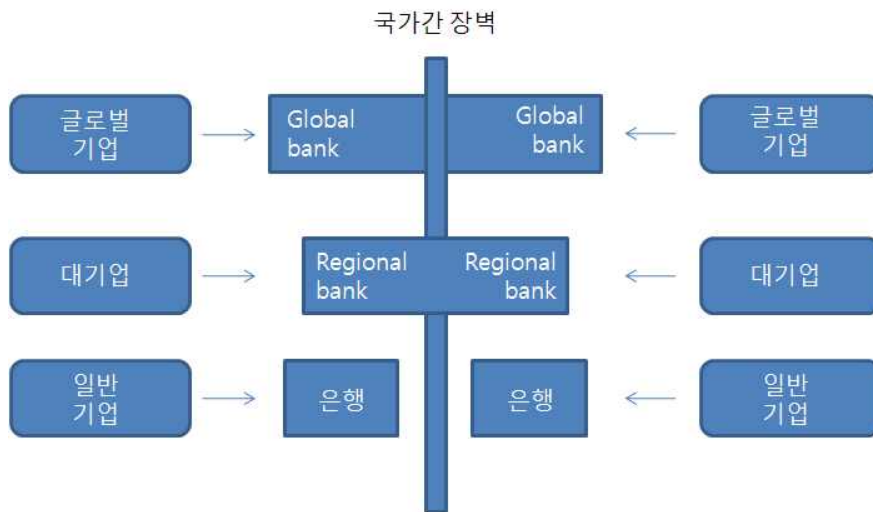 국가간 장벽
글로벌
기업
Global
bank
Global
bank
글로벌
기업
대기업
Regional
bank
Regional
bank
대기업
일반
기업
은행
은행
일반
기업